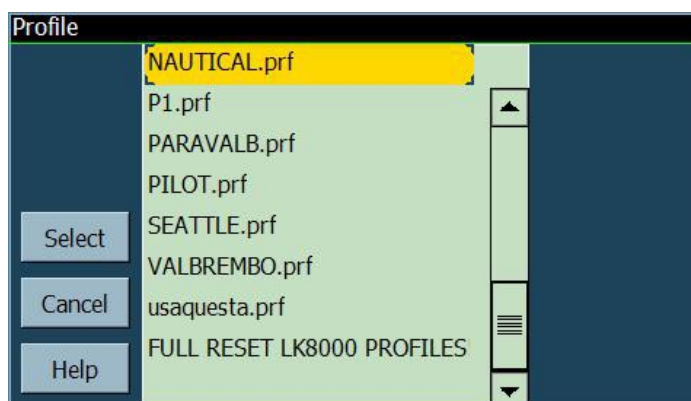 Profile
NAUTICAL.prf
P1.prf
PARAVALB.prf
PILOT.prf
SEATTLE.prf
VALBREMBO.prf
usaquesta.prf
FULL RESET LK8000 PROFILES
Select
Cancel
Help